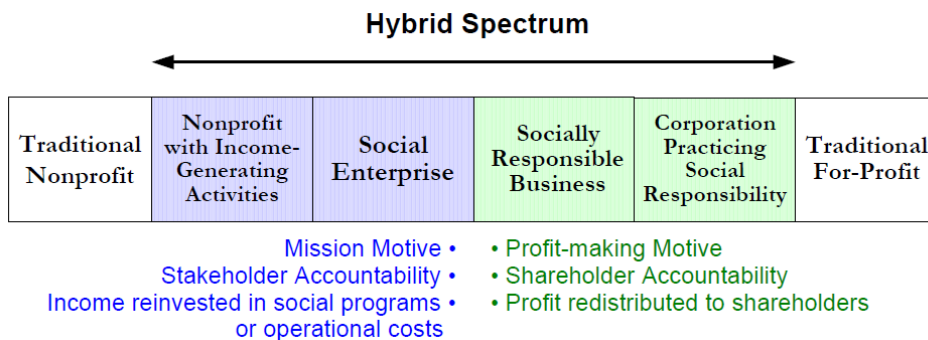 Hybrid Spectrum
Traditional
Nonprofit
Nonprofit
with Income-
Generating
Activities
Social
Enterprise
Socially
Responsible
Business
Corporation
Practicing
Social
Responsibility
Traditional
For-Profit
Mission Motive •
Stakeholder Accountability •
Income reinvested in social programs •
or operational costs
• Profit-making Motive
• Shareholder Accountability
• Profit redistributed to shareholders